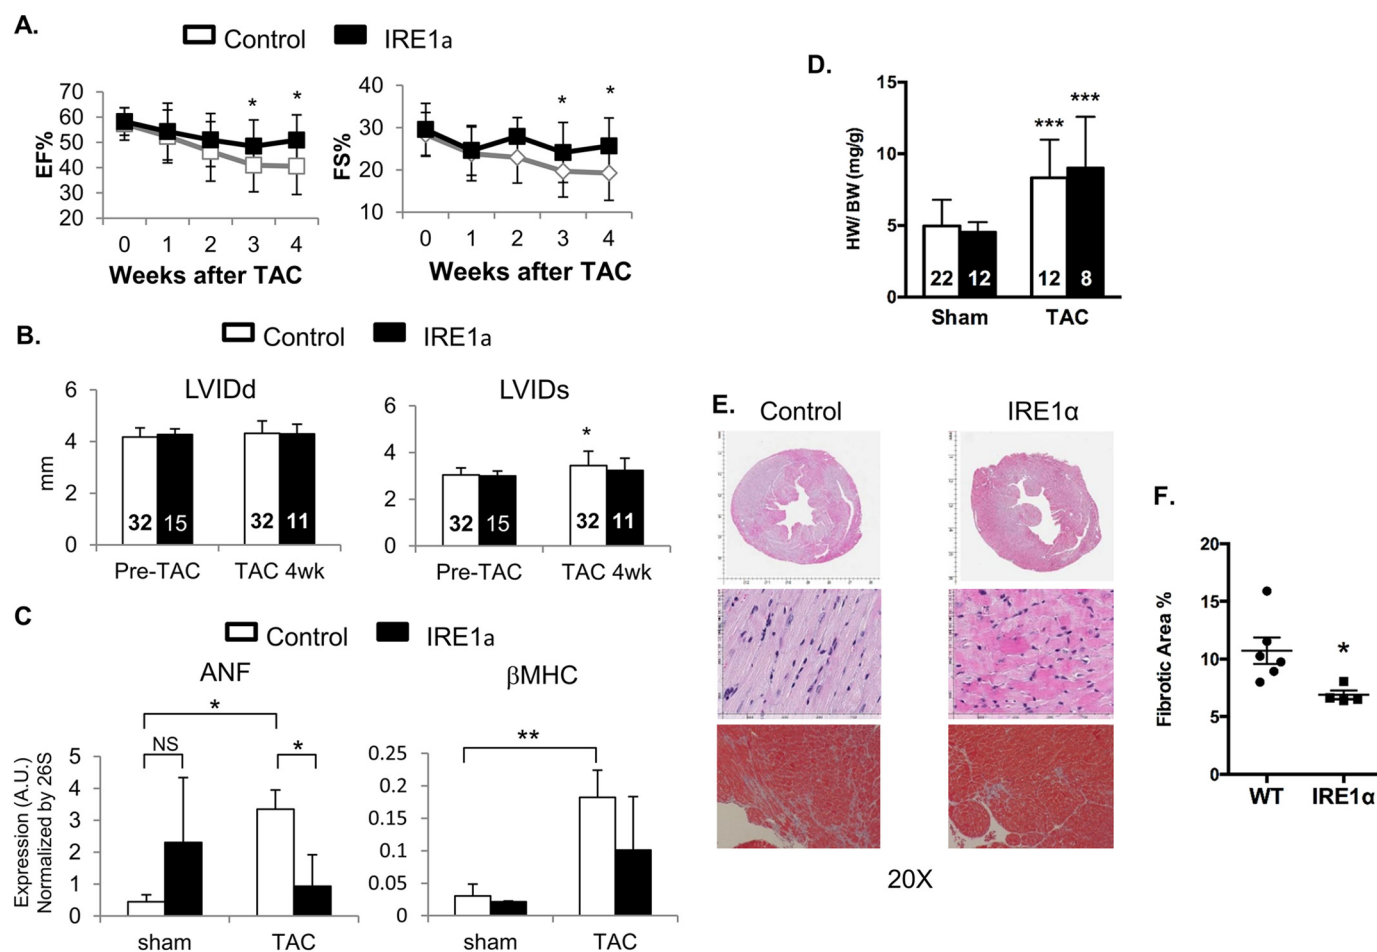 A.
Control IRE1a
EF%
70
60
50
40
30
20
* *
0 1 2 3 4
Weeks after TAC
FS%
40
30
20
10
* *
0 1 2 3 4
Weeks after TAC
B.
Control IRE1a
LVIDd
mm
6
4
2
0
32 15 32 11
Pre-TAC TAC 4wk
LVIDs
6
4
2
0
*
32 15 32 11
Pre-TAC TAC 4wk
C
Control IRE1a
ANF
Expression (A.U.)
Normalized by 26S
5
4
3
2
1
0
*
NS
*
sham TAC
βMHC
0.25
0.2
0.15
0.1
0.05
0
**
sham TAC
D.
HW/ BW (mg/g)
15
10
5
0
*** ***
22 12 12 8
Sham TAC
E.
Control IRE1α
20X
F.
Fibrotic Area %
20
15
10
5
0
*
WT IRE1α